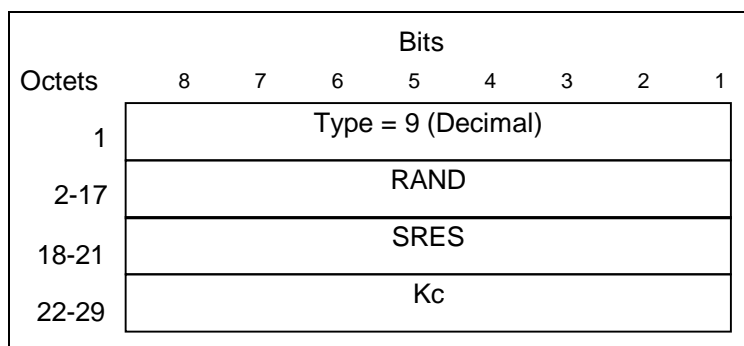 Bits
Octets 8 7 6 5 4 3 2 1
1 Type = 9 (Decimal)
2-17 RAND
18-21 SRES
22-29 Kc